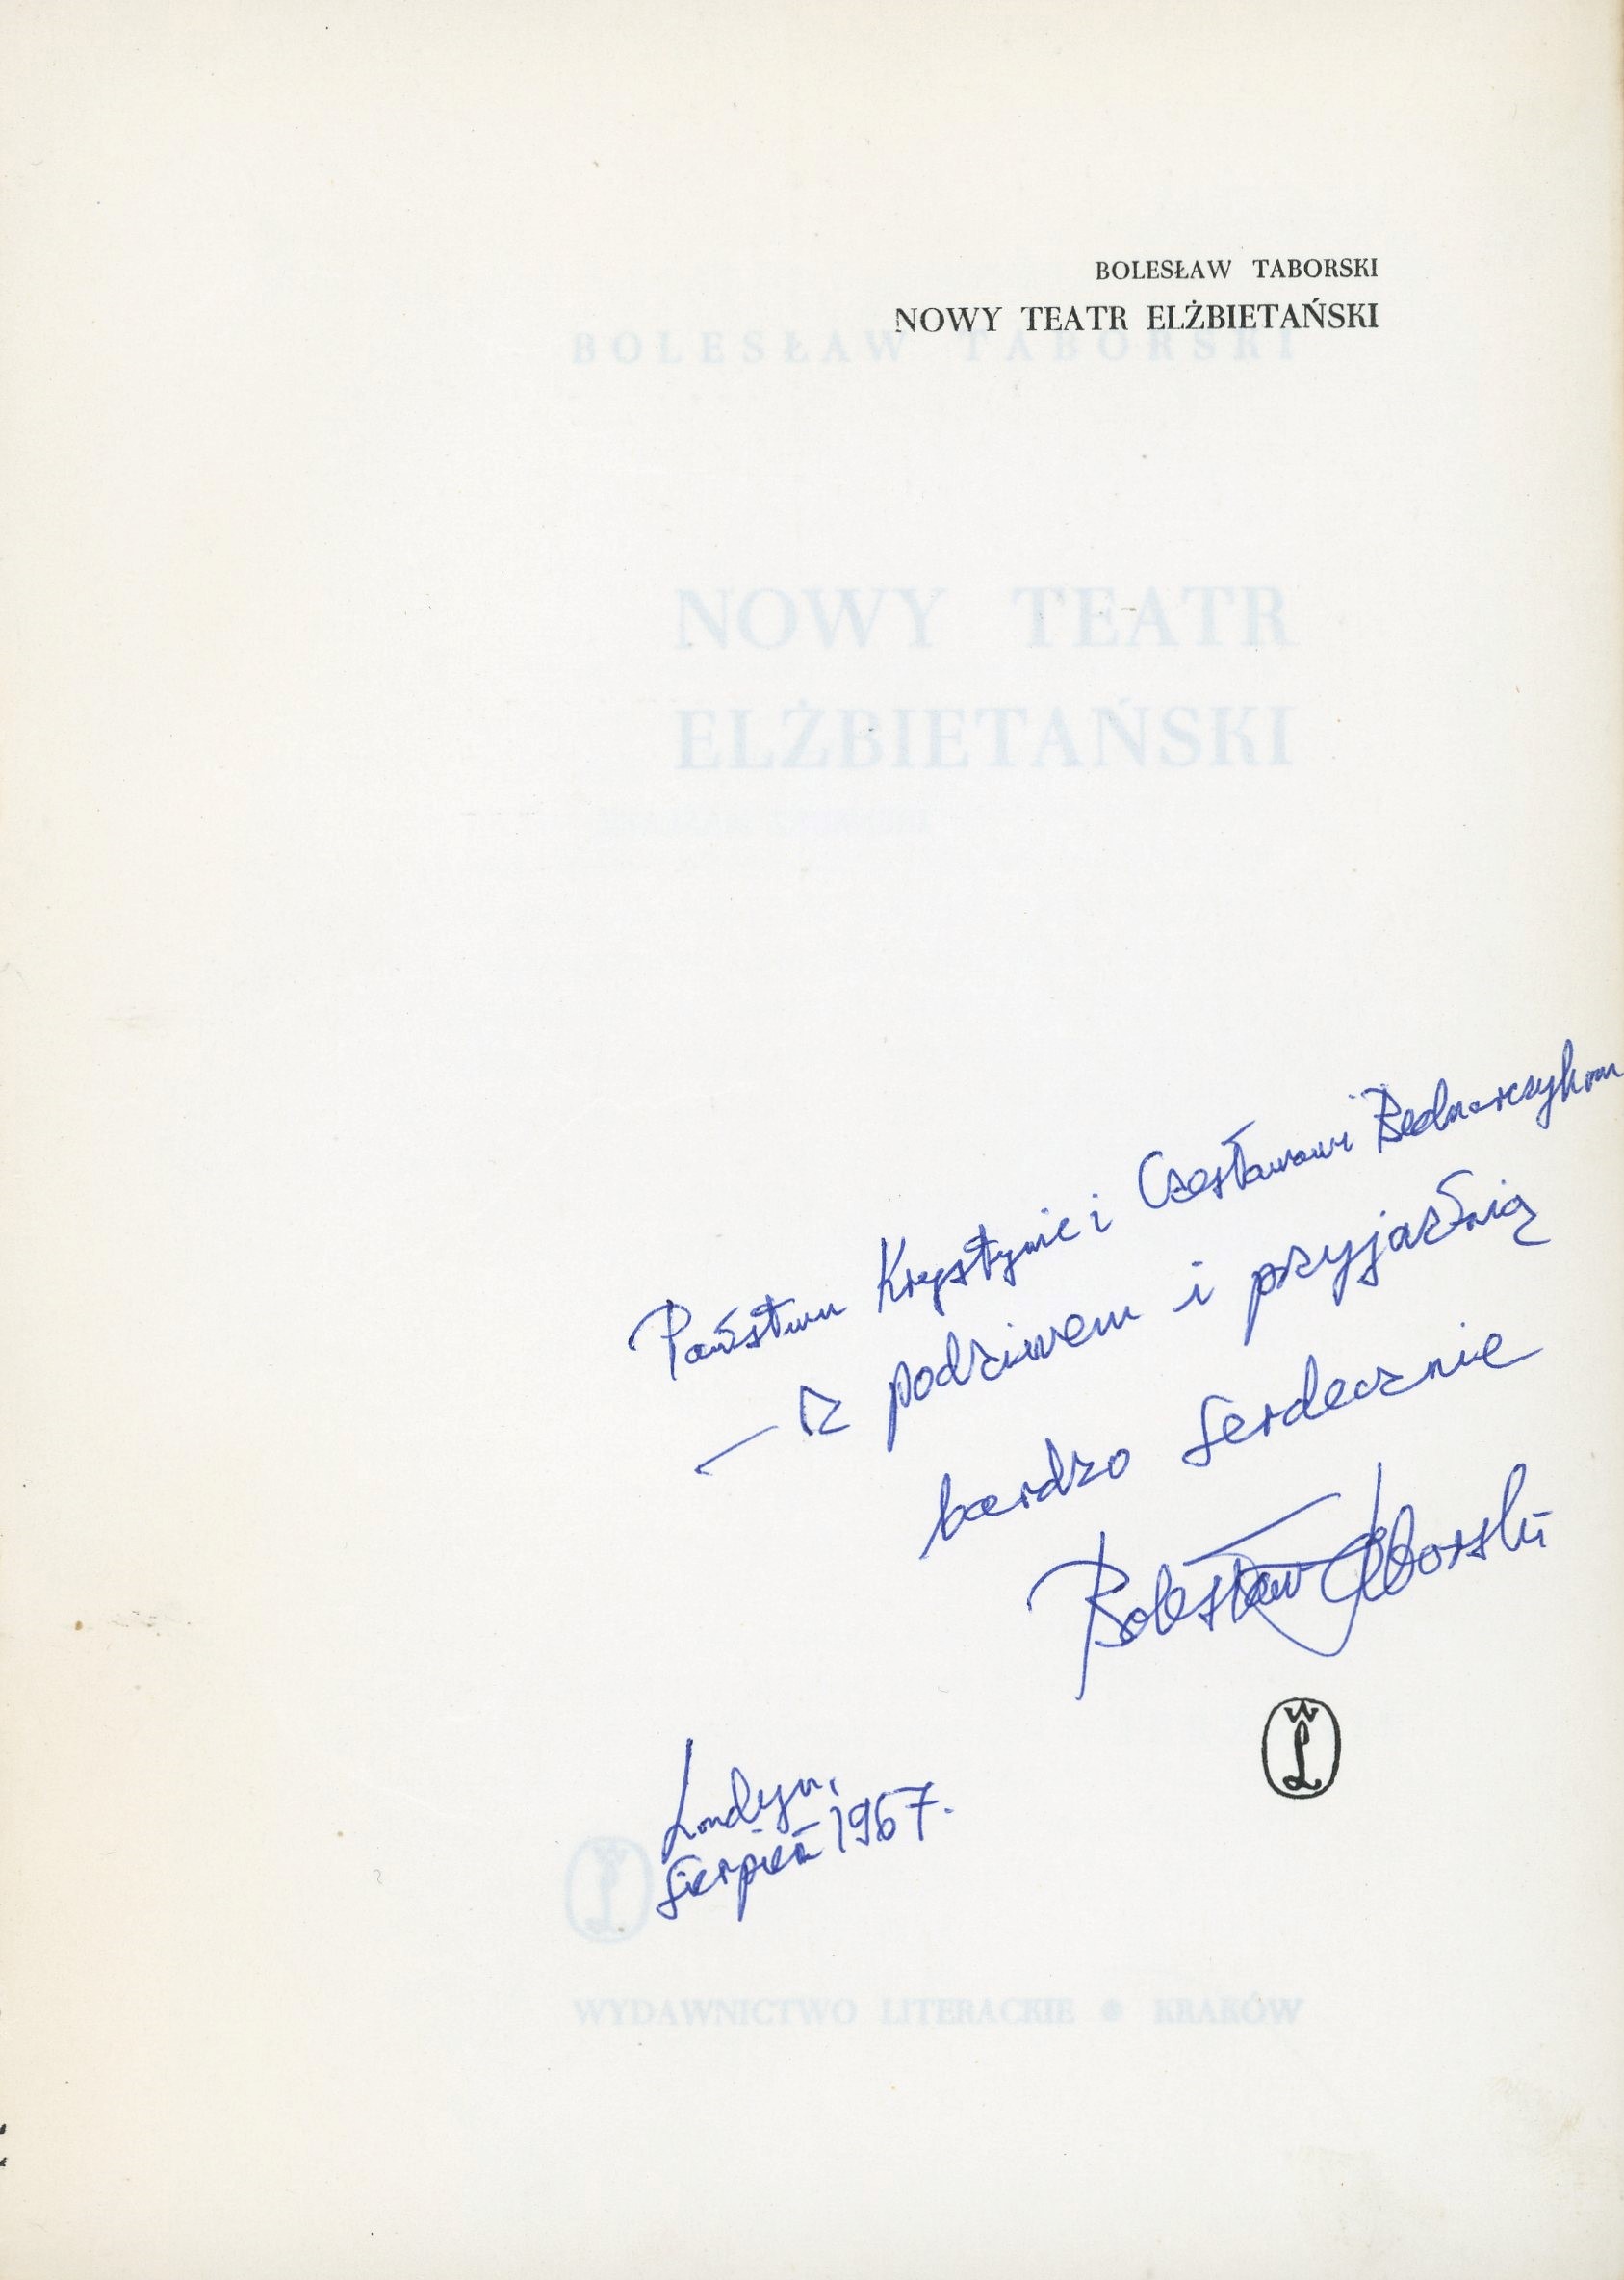 BOLESŁAW TABORSKI
NOWY TEATR ELŻBIETAŃSKI
BOLESŁAW TABORSKI
NOWY TEATR
ELŻBIETAŃSKI
Państwu Krystynie i Czesławowi Bednarczykom
— z podziwem i przyjaźnią
bardzo serdecznie
Bolesław Taborski
WL
Londyn,
Sierpień 1967.
WYDAWNICTWO LITERACKIE • KRAKÓW